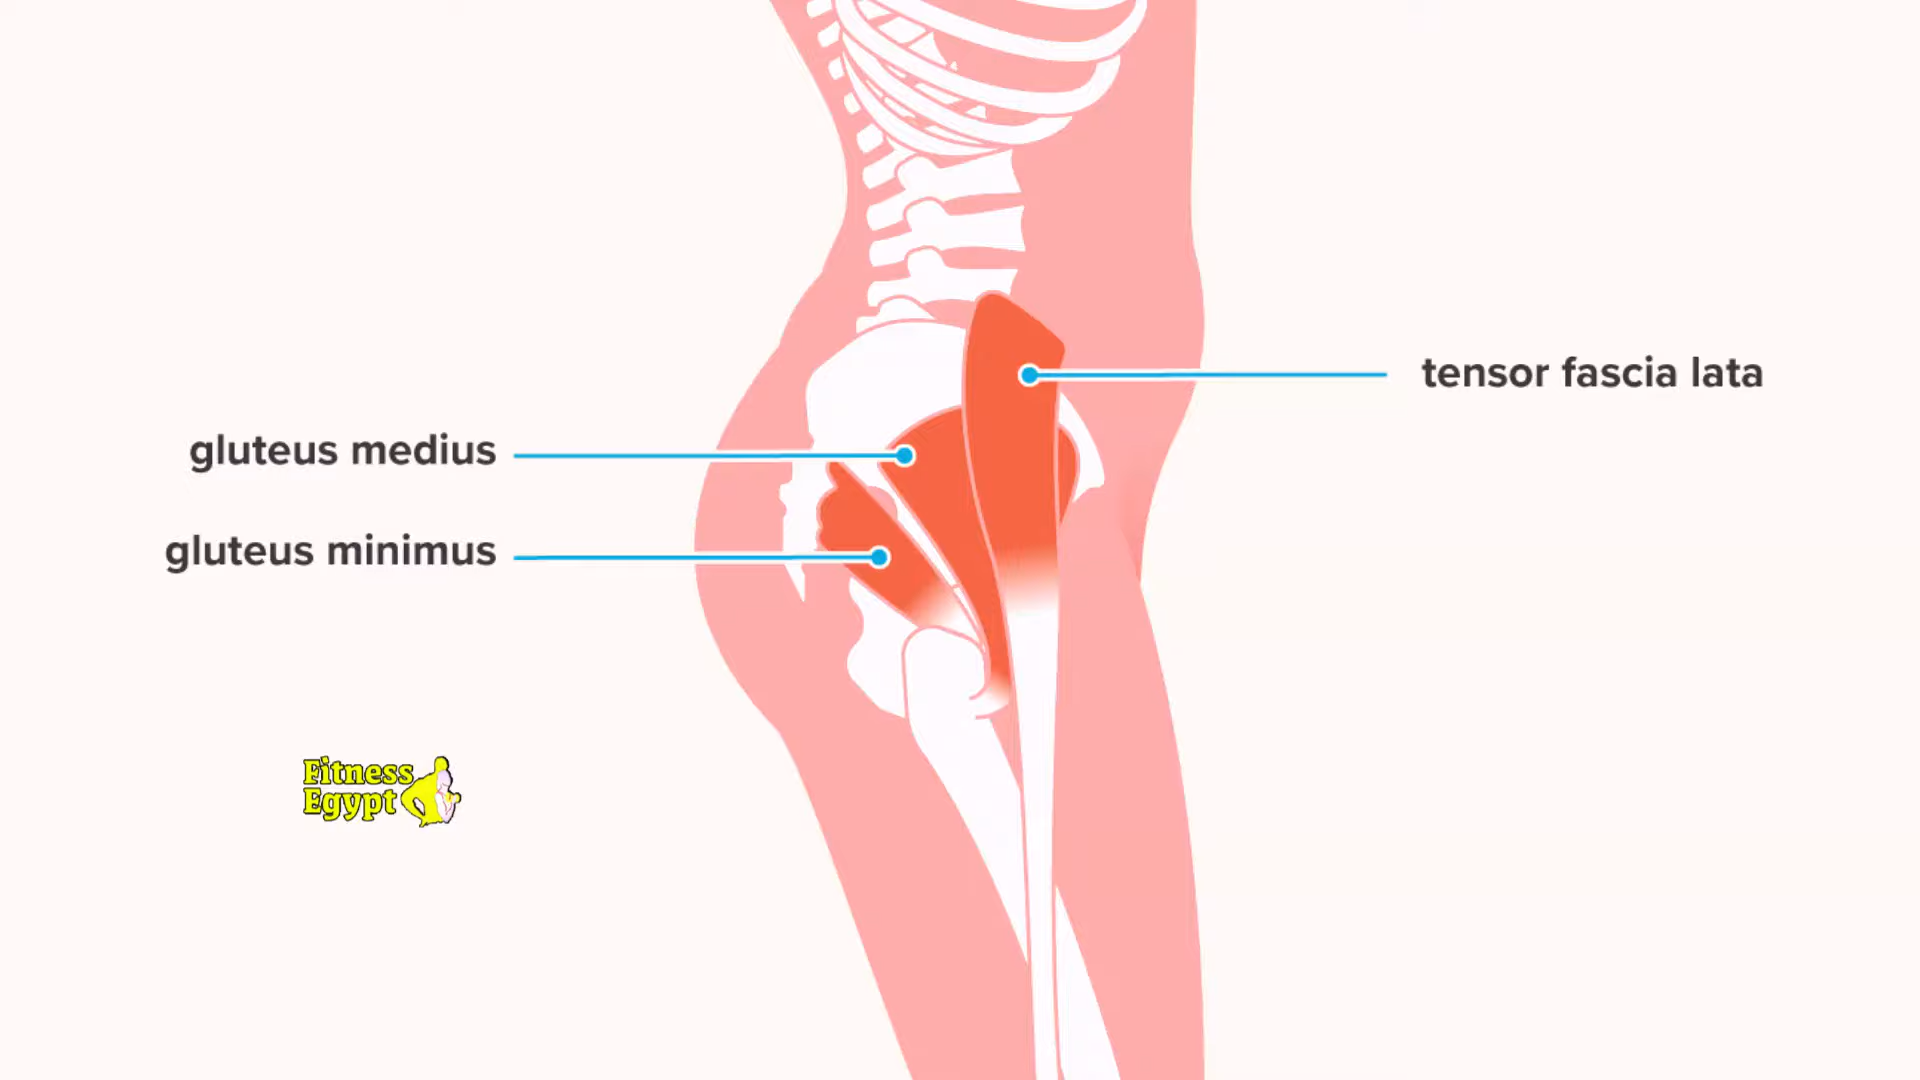 tensor fascia lata
gluteus medius
gluteus minimus
Fitness
Egypt